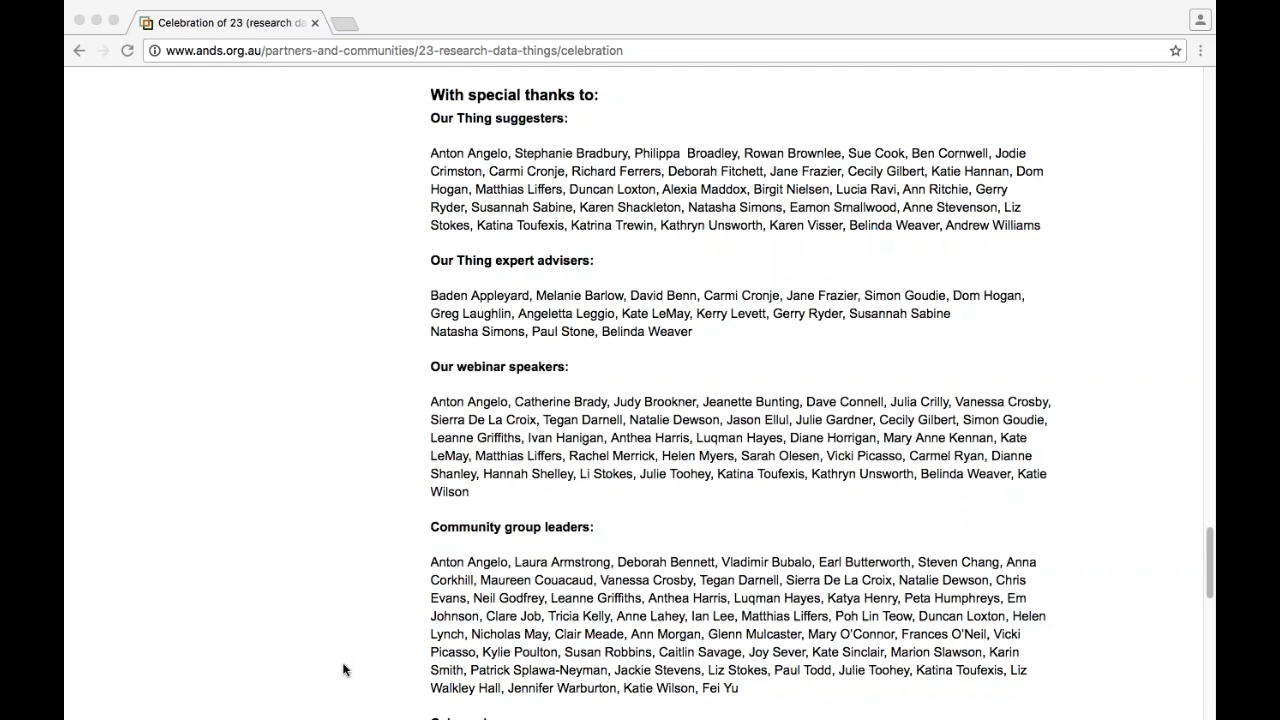 Celebration of 23 (research da
www.ands.org.au/partners-and-communities/23-research-data-things/celebration
With special thanks to:
Our Thing suggesters:
Anton Angelo, Stephanie Bradbury, Philippa  Broadley, Rowan Brownlee, Sue Cook, Ben Cornwell, Jodie
Crimston, Carmi Cronje, Richard Ferrers, Deborah Fitchett, Jane Frazier, Cecily Gilbert, Katie Hannan, Dom
Hogan, Matthias Liffers, Duncan Loxton, Alexia Maddox, Birgit Nielsen, Lucia Ravi, Ann Ritchie, Gerry
Ryder, Susannah Sabine, Karen Shackleton, Natasha Simons, Eamon Smallwood, Anne Stevenson, Liz
Stokes, Katina Toufexis, Katrina Trewin, Kathryn Unsworth, Karen Visser, Belinda Weaver, Andrew Williams
Our Thing expert advisers:
Baden Appleyard, Melanie Barlow, David Benn, Carmi Cronje, Jane Frazier, Simon Goudie, Dom Hogan,
Greg Laughlin, Angeletta Leggio, Kate LeMay, Kerry Levett, Gerry Ryder, Susannah Sabine
Natasha Simons, Paul Stone, Belinda Weaver
Our webinar speakers:
Anton Angelo, Catherine Brady, Judy Brookner, Jeanette Bunting, Dave Connell, Julia Crilly, Vanessa Crosby,
Sierra De La Croix, Tegan Darnell, Natalie Dewson, Jason Ellul, Julie Gardner, Cecily Gilbert, Simon Goudie,
Leanne Griffiths, Ivan Hanigan, Anthea Harris, Luqman Hayes, Diane Horrigan, Mary Anne Kennan, Kate
LeMay, Matthias Liffers, Rachel Merrick, Helen Myers, Sarah Olesen, Vicki Picasso, Carmel Ryan, Dianne
Shanley, Hannah Shelley, Li Stokes, Julie Toohey, Katina Toufexis, Kathryn Unsworth, Belinda Weaver, Katie
Wilson
Community group leaders:
Anton Angelo, Laura Armstrong, Deborah Bennett, Vladimir Bubalo, Earl Butterworth, Steven Chang, Anna
Corkhill, Maureen Couacaud, Vanessa Crosby, Tegan Darnell, Sierra De La Croix, Natalie Dewson, Chris
Evans, Neil Godfrey, Leanne Griffiths, Anthea Harris, Luqman Hayes, Katya Henry, Peta Humphreys, Em
Johnson, Clare Job, Tricia Kelly, Anne Lahey, Ian Lee, Matthias Liffers, Poh Lin Teow, Duncan Loxton, Helen
Lynch, Nicholas May, Clair Meade, Ann Morgan, Glenn Mulcaster, Mary O'Connor, Frances O'Neil, Vicki
Picasso, Kylie Poulton, Susan Robbins, Caitlin Savage, Joy Sever, Kate Sinclair, Marion Slawson, Karin
Smith, Patrick Splawa-Neyman, Jackie Stevens, Liz Stokes, Paul Todd, Julie Toohey, Katina Toufexis, Liz
Walkley Hall, Jennifer Warburton, Katie Wilson, Fei Yu